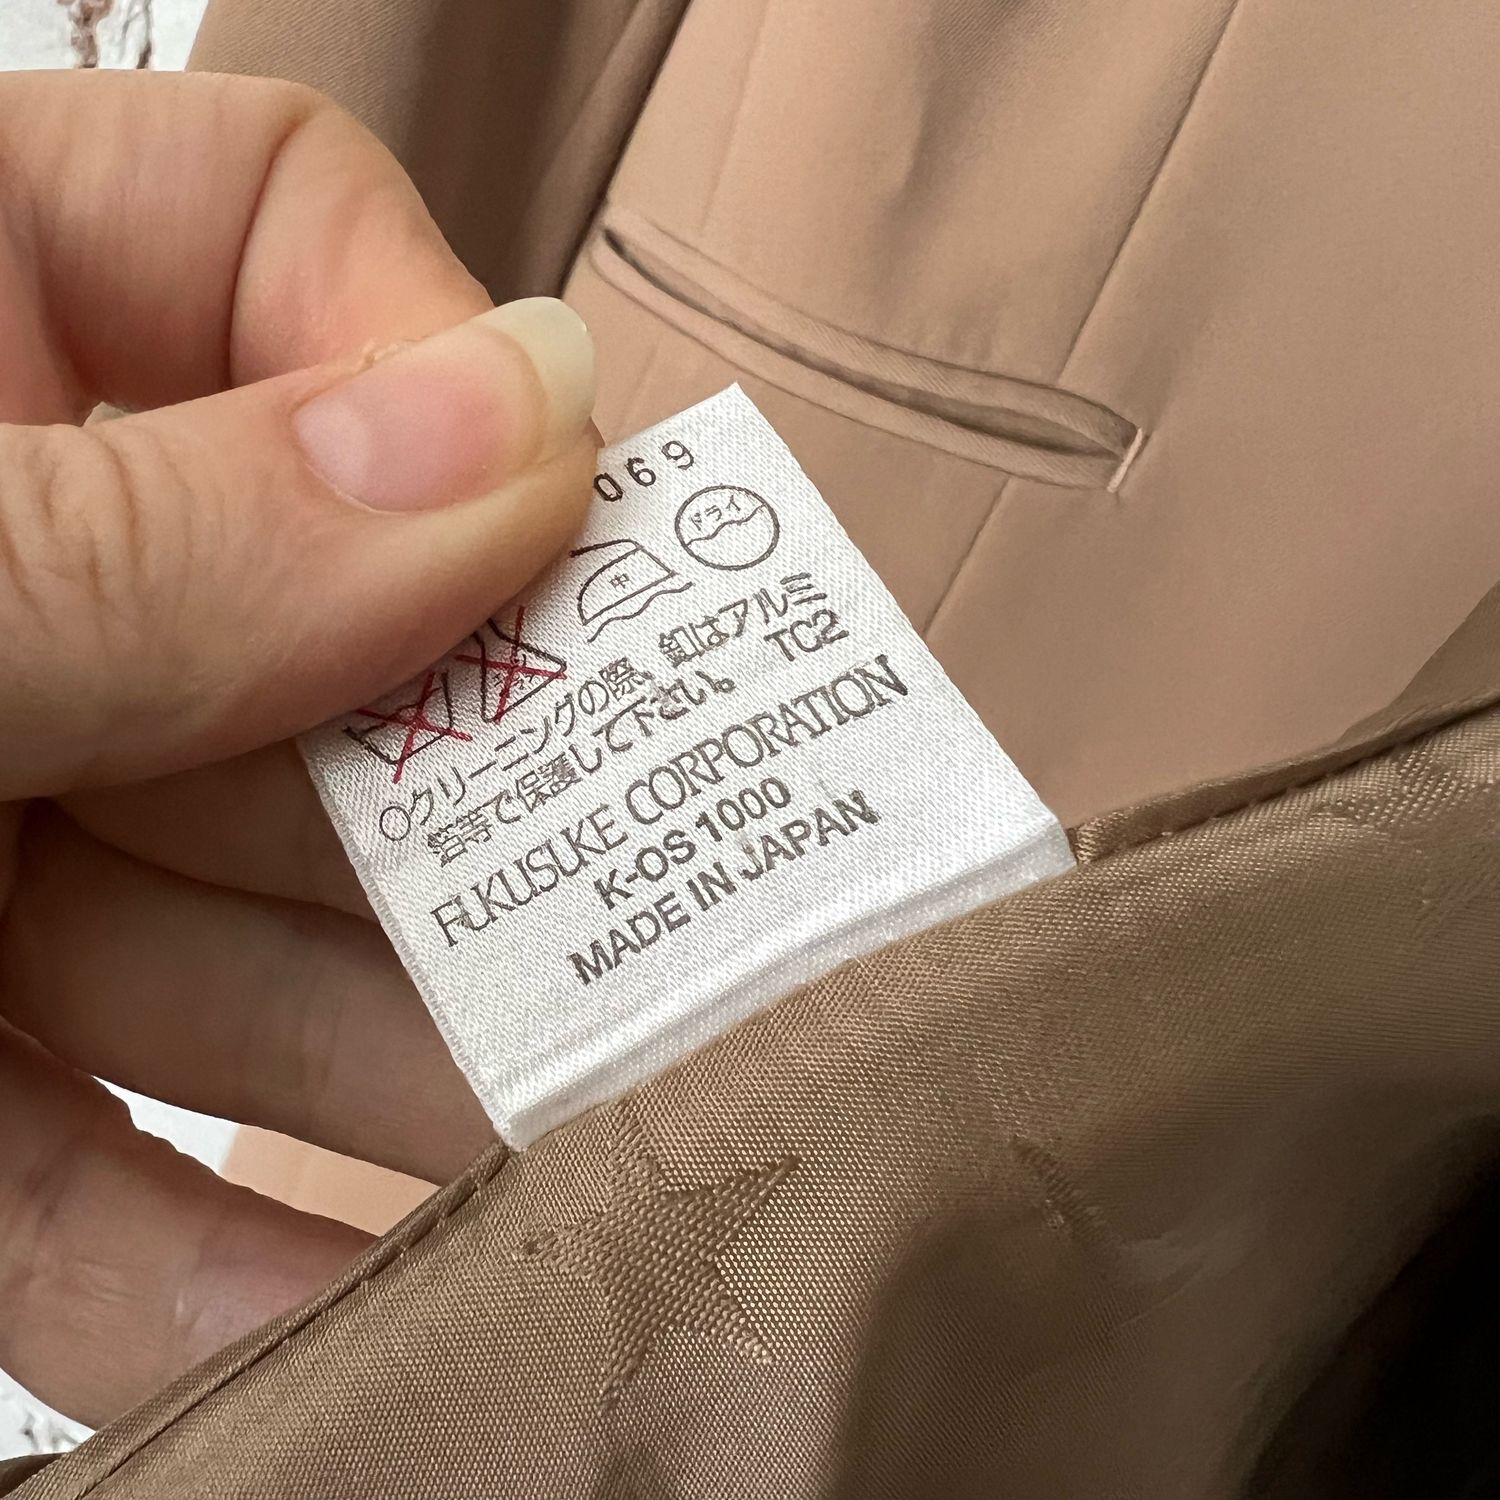 069
ドライ
中
○クリーニングの際、釦はアルミ
箔等で保護して下さい。 TC2
FUKUSUKE CORPORATION
K-OS 1000
MADE IN JAPAN